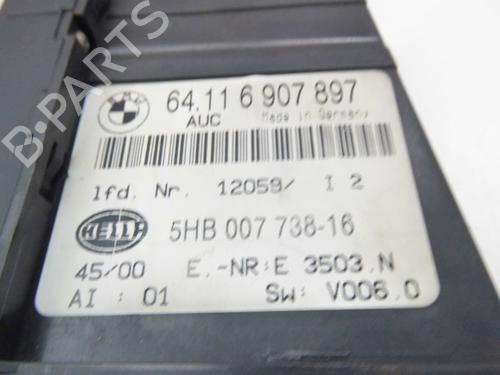 BMW
64.11 6 907 897
AUC Made in Germany
lfd. Nr. 12059/ I 2
HELLA
5HB 007 738-16
45/00 E.-NR:E 3503.N
AI : 01 SW: V006.0
B-PARTS